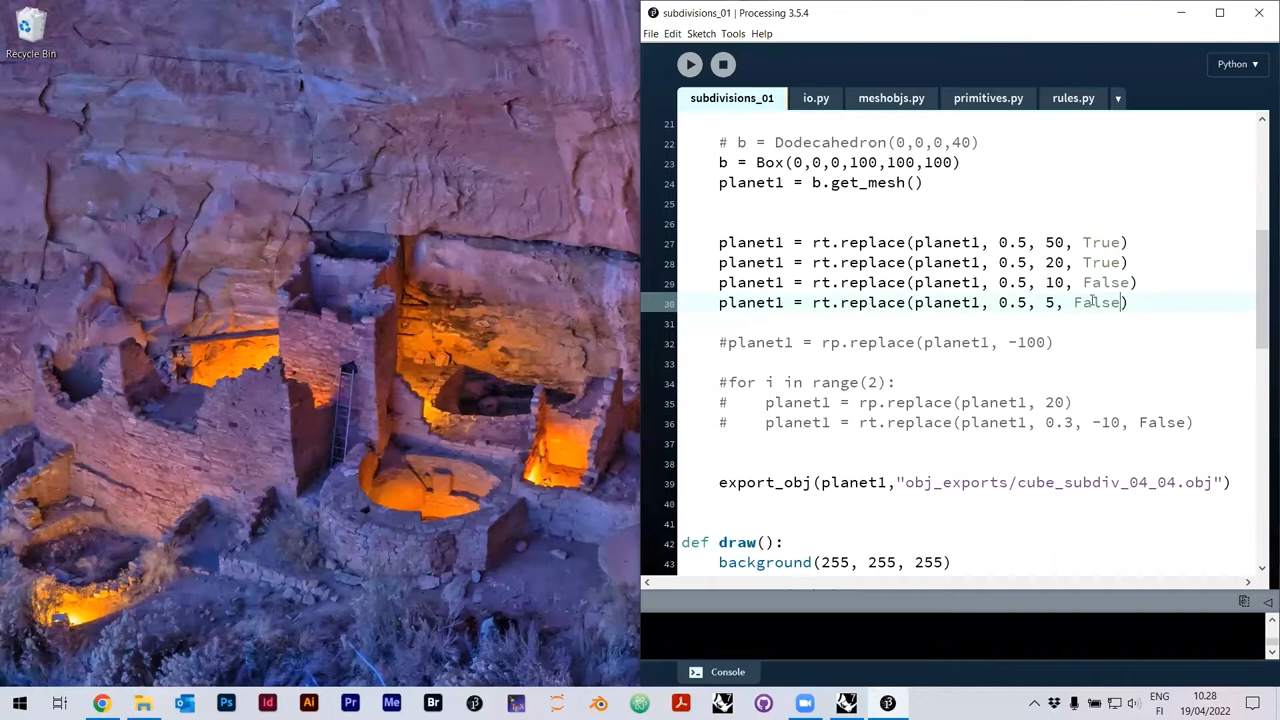 Recycle Bin
subdivisions_01 | Processing 3.5.4
File Edit Sketch Tools Help
Python ▾
subdivisions_01 io.py meshobjs.py primitives.py rules.py ▾
21
22 # b = Dodecahedron(0,0,0,40)
23 b = Box(0,0,0,100,100,100)
24 planet1 = b.get_mesh()
25
26
27 planet1 = rt.replace(planet1, 0.5, 50, True)
28 planet1 = rt.replace(planet1, 0.5, 20, True)
29 planet1 = rt.replace(planet1, 0.5, 10, False)
30 planet1 = rt.replace(planet1, 0.5, 5, False)
31
32 #planet1 = rp.replace(planet1, -100)
33
34 #for i in range(2):
35 #    planet1 = rp.replace(planet1, 20)
36 #    planet1 = rt.replace(planet1, 0.3, -10, False)
37
38
39 export_obj(planet1,"obj_exports/cube_subdiv_04_04.obj")
40
41
42 def draw():
43 background(255, 255, 255)
Console
Ps Id Ai Pr Me Br
ENG
FI
10.28
19/04/2022